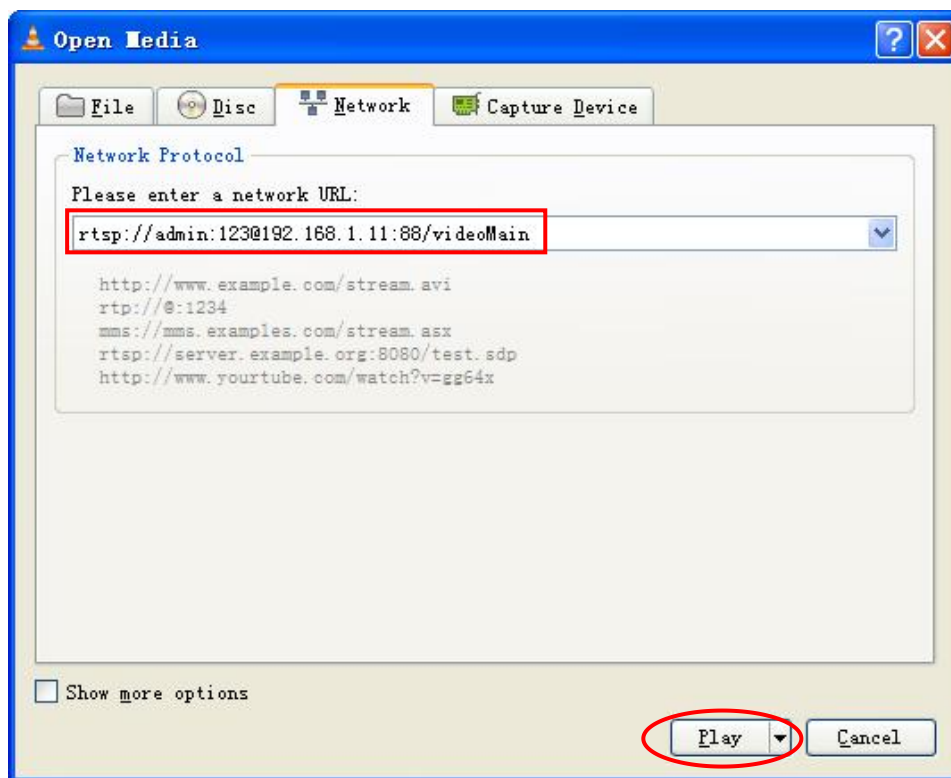 Open Media
File Disc Network Capture Device
Network Protocol
Please enter a network URL:
rtsp://admin:123@192.168.1.11:88/videoMain
http://www.example.com/stream.avi
rtp://@:1234
mms://mms.examples.com/stream.asx
rtsp://server.example.org:8080/test.sdp
http://www.yourtube.com/watch?v=gg64x
Show more options
Play Cancel